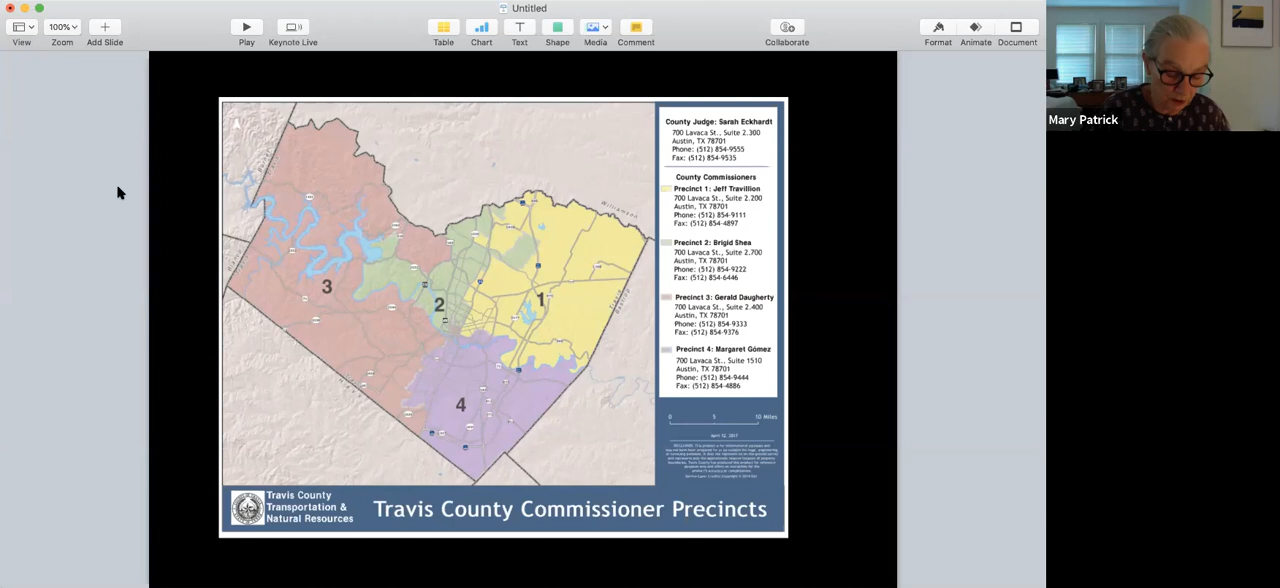 Untitled
View
100%
Zoom
Add Slide
Play
Keynote Live
Table
Chart
Text
Shape
Media
Comment
Collaborate
Format
Animate
Document
Mary Patrick
County Judge: Sarah Eckhardt
700 Lavaca St., Suite 2.300
Austin, TX 78701
Phone: (512) 854-9555
Fax: (512) 854-9535
County Commissioners
Precinct 1: Jeff Travillion
700 Lavaca St., Suite 2.200
Austin, TX 78701
Phone: (512) 854-9111
Fax: (512) 854-4897
Precinct 2: Brigid Shea
700 Lavaca St., Suite 2.700
Austin, TX 78701
Phone: (512) 854-9222
Fax: (512) 854-6446
Precinct 3: Gerald Daugherty
700 Lavaca St., Suite 2.400
Austin, TX 78701
Phone: (512) 854-9333
Fax: (512) 854-9376
Precinct 4: Margaret Gómez
700 Lavaca St., Suite 1510
Austin, TX 78701
Phone: (512) 854-9444
Fax: (512) 854-4886
0 5 10 Miles
April 12, 2017
Williamson
3
2
1
4
Travis County
Transportation &
Natural Resources
Travis County Commissioner Precincts